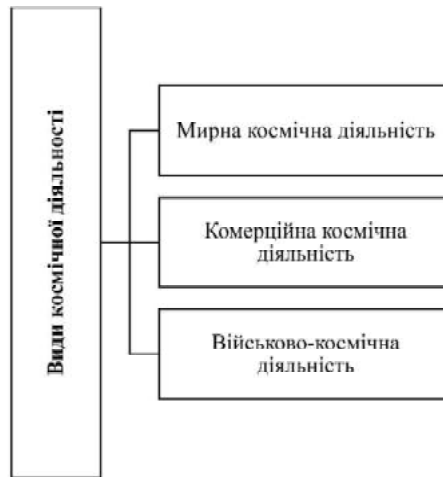 Види космічної діяльності
Мирна космічна діяльність
Комерційна космічна
діяльність
Військово-космічна
діяльність